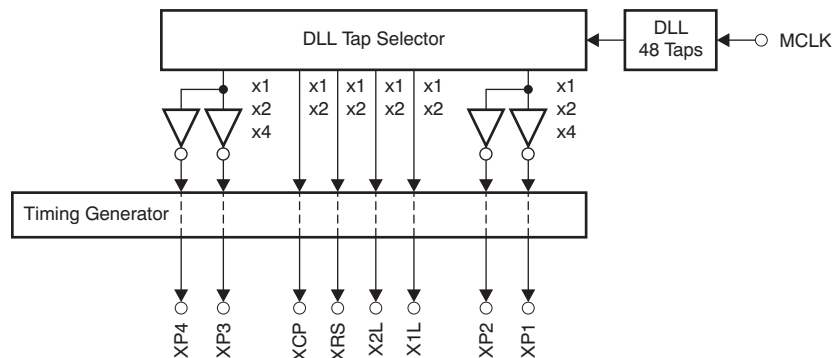 DLL Tap Selector
DLL
48 Taps
MCLK
x1
x2
x4
x1
x2
x1
x2
x1
x2
x1
x2
x1
x2
x4
Timing Generator
XP4
XP3
XCP
XRS
X2L
X1L
XP2
XP1